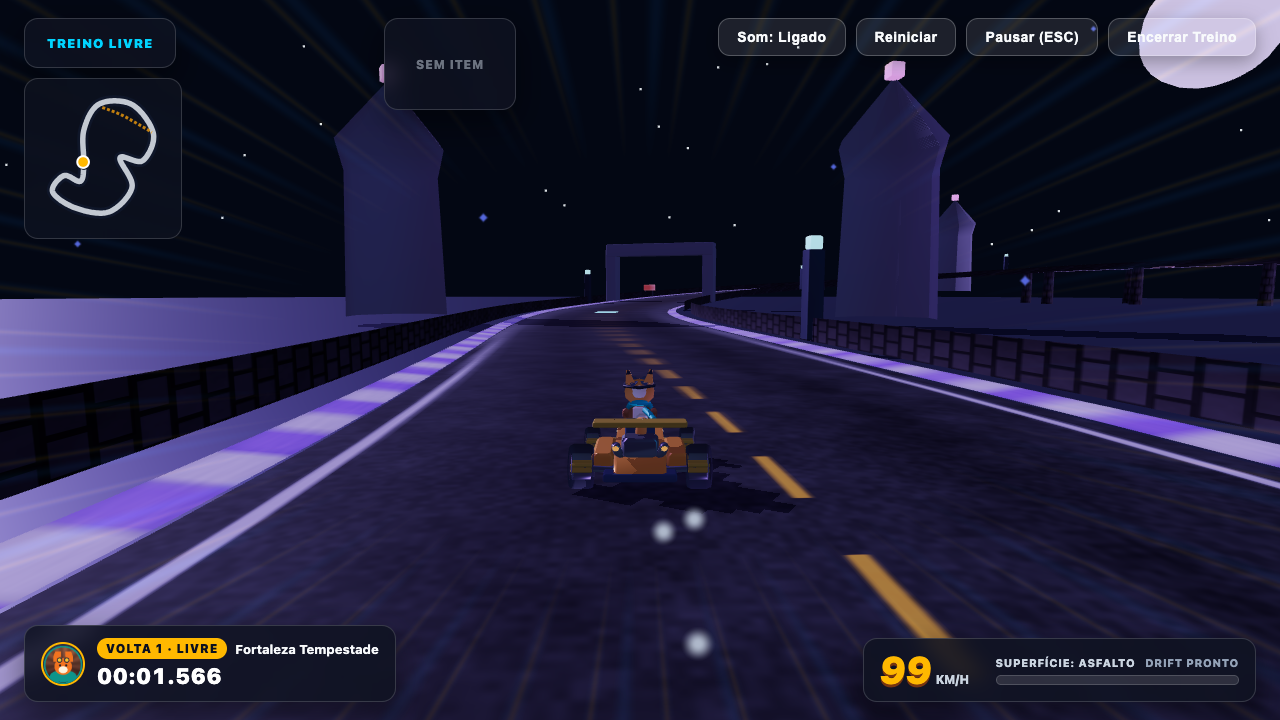 TREINO LIVRE
SEM ITEM
Som: Ligado
Reiniciar
Pausar (ESC)
Encerrar Treino
VOLTA 1 · LIVRE
Fortaleza Tempestade
00:01.566
99 KM/H
SUPERFÍCIE: ASFALTO
DRIFT PRONTO